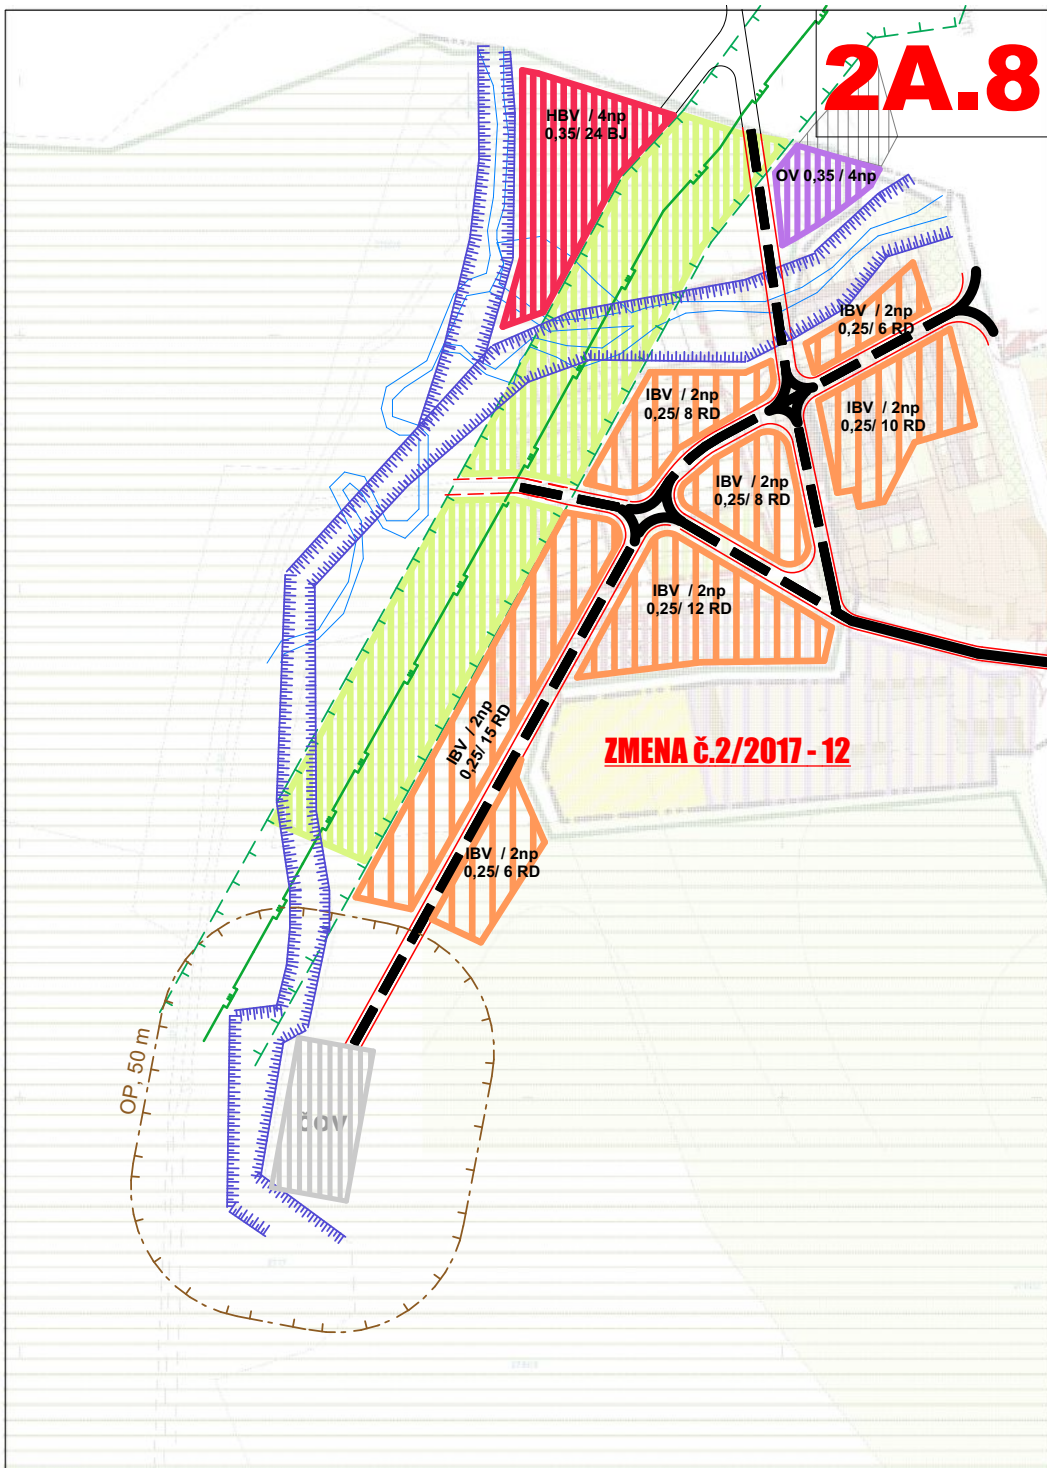 2A.8
HBV / 4np
0,35/ 24 BJ
OV 0,35 / 4np
IBV / 2np
0,25/ 6 RD
IBV / 2np
0,25/ 8 RD
IBV / 2np
0,25/ 10 RD
IBV / 2np
0,25/ 8 RD
IBV / 2np
0,25/ 12 RD
IBV / 2np
0,25/ 15 RD
ZMENA č.2/2017 - 12
IBV / 2np
0,25/ 6 RD
OP, 50 m
ČOV